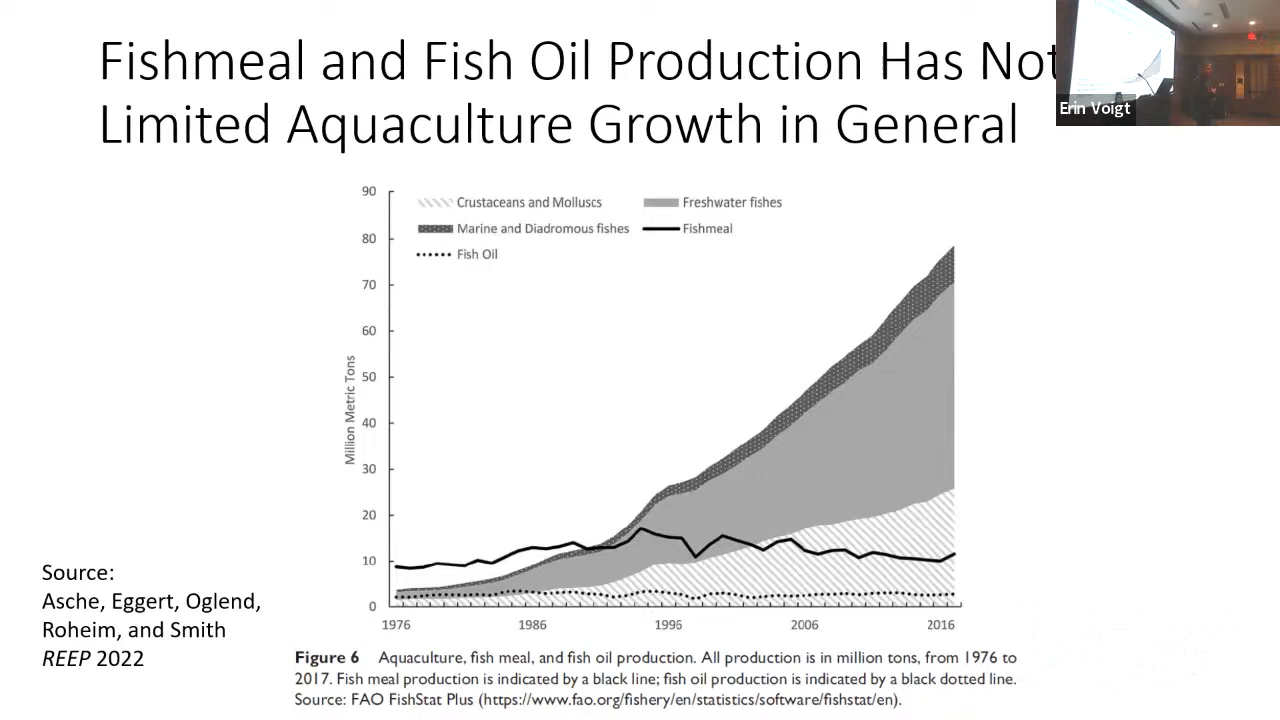 Fishmeal and Fish Oil Production Has Not
Limited Aquaculture Growth in General
Erin Voigt
90
80
70
60
50
40
30
20
10
0
Million Metric Tons
Crustaceans and Molluscs
Freshwater fishes
Marine and Diadromous fishes
Fishmeal
Fish Oil
1976
1986
1996
2006
2016
Source:
Asche, Eggert, Oglend,
Roheim, and Smith
REEP 2022
Figure 6 Aquaculture, fish meal, and fish oil production. All production is in million tons, from 1976 to
2017. Fish meal production is indicated by a black line; fish oil production is indicated by a black dotted line.
Source: FAO FishStat Plus (https://www.fao.org/fishery/en/statistics/software/fishstat/en).